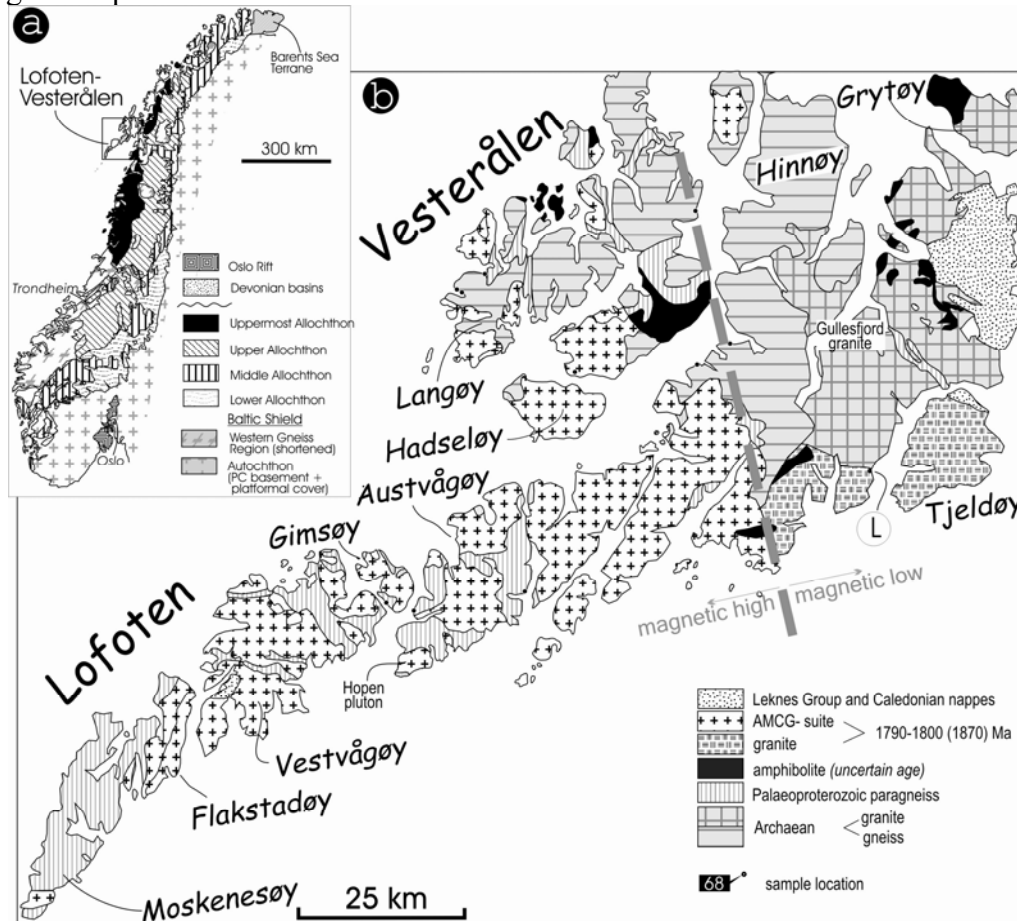 a
Barents Sea
Terrane
Lofoten-
Vesterålen
300 km
Trondheim
Oslo
Oslo Rift
Devonian basins
Uppermost Allochthon
Upper Allochthon
Middle Allochthon
Lower Allochthon
Baltic Shield
Western Gneiss
Region (shortened)
Autochthon
(PC basement +
platformal cover)
b
Grytøy
Vesterålen
Hinnøy
Gullesfjord
granite
Langøy
Hadseløy
Austvågøy
Tjeldøy
L
Gimsøy
magnetic high
magnetic low
Lofoten
Hopen
pluton
Vestvågøy
Flakstadøy
Moskenesøy
25 km
Leknes Group and Caledonian nappes
AMCG- suite
granite
1790-1800 (1870) Ma
amphibolite (uncertain age)
Palaeoproterozoic paragneiss
Archaean
granite
gneiss
68
sample location